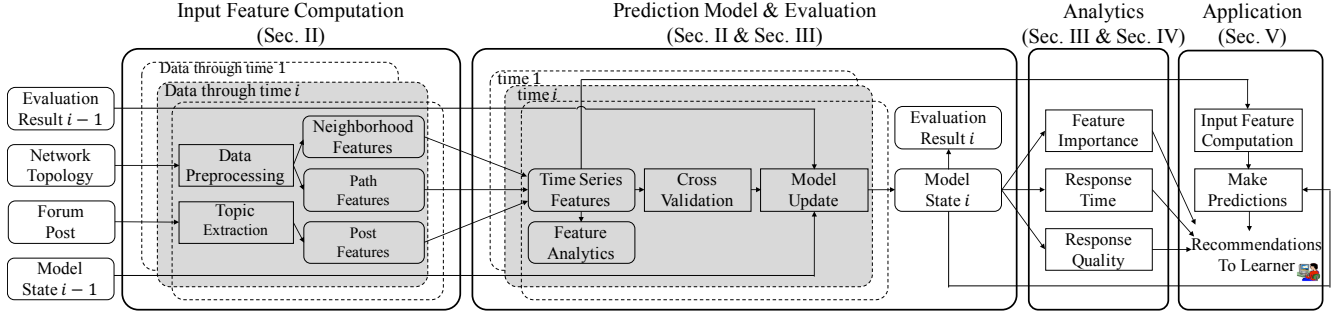 Input Feature Computation
(Sec. II)
Prediction Model & Evaluation
(Sec. II & Sec. III)
Analytics
(Sec. III & Sec. IV)
Application
(Sec. V)
Evaluation
Result i − 1
Network
Topology
Forum
Post
Model
State i − 1
Data through time 1
Data through time i
Data
Preprocessing
Topic
Extraction
Neighborhood
Features
Path
Features
Post
Features
time 1
time i
Time Series
Features
Feature
Analytics
Cross
Validation
Model
Update
Evaluation
Result i
Model
State i
Feature
Importance
Response
Time
Response
Quality
Input Feature
Computation
Make
Predictions
Recommendations
To Learner